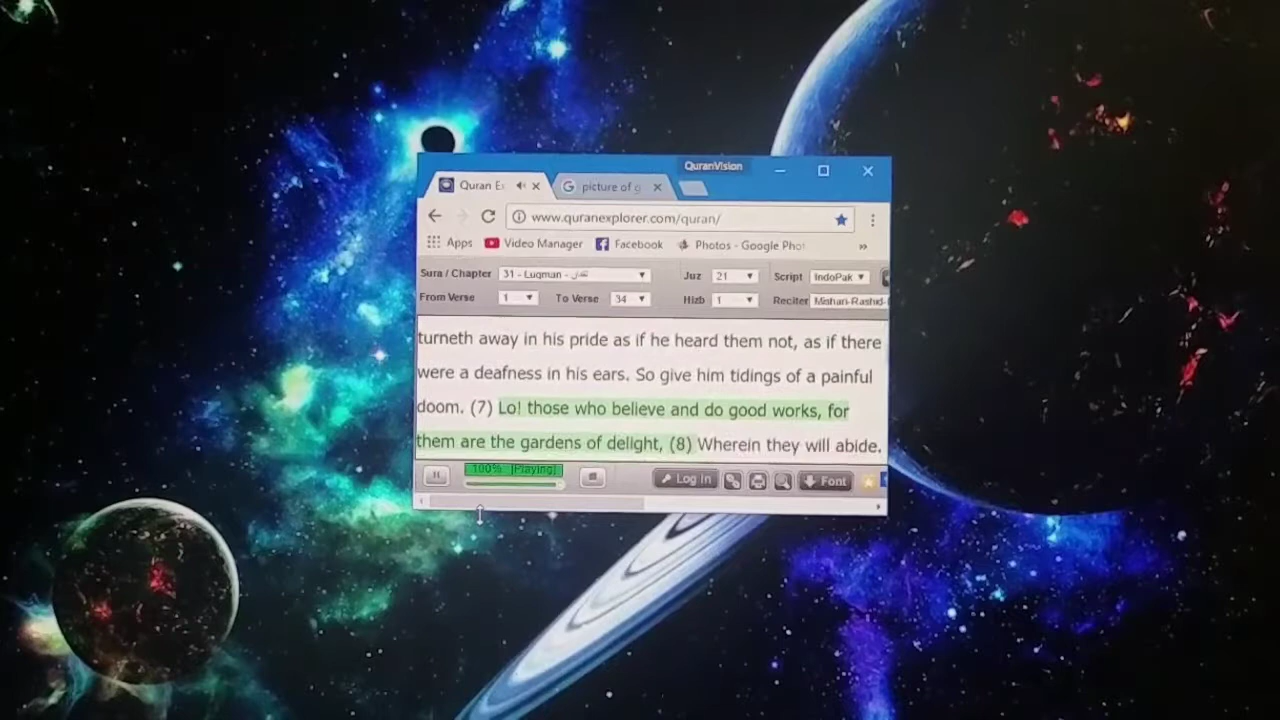 QuranVision
Quran Ex
picture of g
www.quranexplorer.com/quran/
Apps Video Manager Facebook Photos - Google Phot
Sura / Chapter 31 - Luqman - لقمان Juz 21 Script IndoPak
From Verse 1 To Verse 34 Hizb 1 Reciter Mishari-Rashid-
turneth away in his pride as if he heard them not, as if there
were a deafness in his ears. So give him tidings of a painful
doom. (7) Lo! those who believe and do good works, for
them are the gardens of delight, (8) Wherein they will abide.
100% [Playing] Log In Font